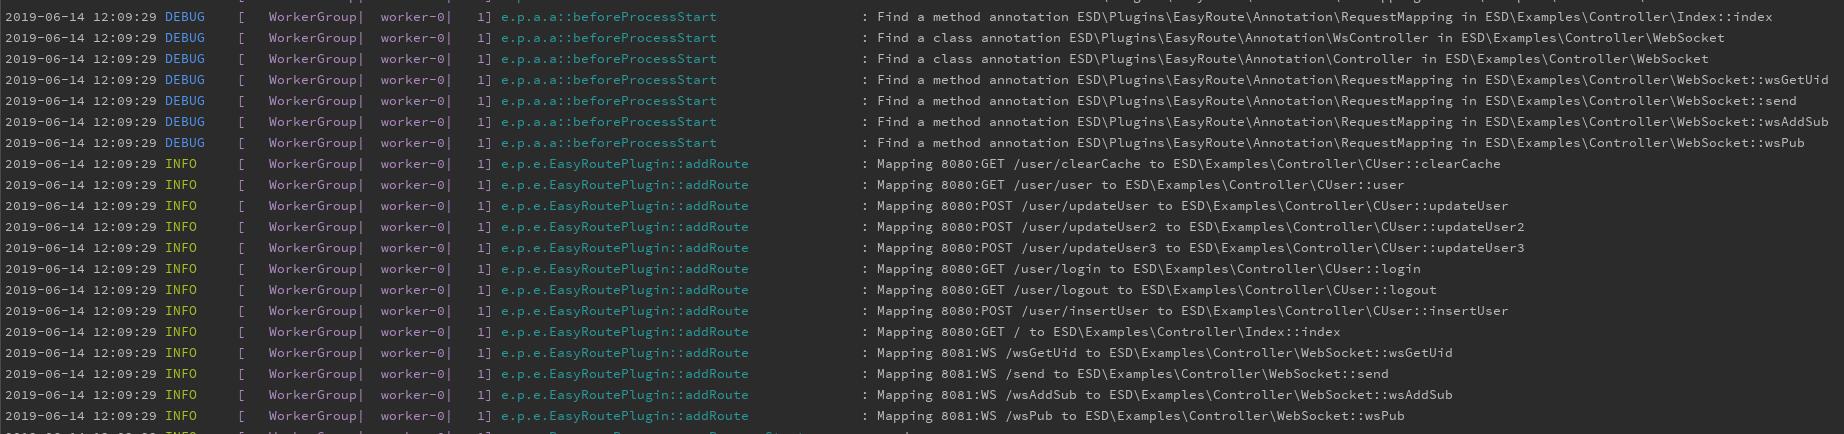 2019-06-14 12:09:29 DEBUG [ WorkerGroup| worker-0| 1] e.p.a.a::beforeProcessStart : Find a method annotation ESD\Plugins\EasyRoute\Annotation\RequestMapping in ESD\Examples\Controller\Index::index
2019-06-14 12:09:29 DEBUG [ WorkerGroup| worker-0| 1] e.p.a.a::beforeProcessStart : Find a class annotation ESD\Plugins\EasyRoute\Annotation\WsController in ESD\Examples\Controller\WebSocket
2019-06-14 12:09:29 DEBUG [ WorkerGroup| worker-0| 1] e.p.a.a::beforeProcessStart : Find a class annotation ESD\Plugins\EasyRoute\Annotation\Controller in ESD\Examples\Controller\WebSocket
2019-06-14 12:09:29 DEBUG [ WorkerGroup| worker-0| 1] e.p.a.a::beforeProcessStart : Find a method annotation ESD\Plugins\EasyRoute\Annotation\RequestMapping in ESD\Examples\Controller\WebSocket::wsGetUid
2019-06-14 12:09:29 DEBUG [ WorkerGroup| worker-0| 1] e.p.a.a::beforeProcessStart : Find a method annotation ESD\Plugins\EasyRoute\Annotation\RequestMapping in ESD\Examples\Controller\WebSocket::send
2019-06-14 12:09:29 DEBUG [ WorkerGroup| worker-0| 1] e.p.a.a::beforeProcessStart : Find a method annotation ESD\Plugins\EasyRoute\Annotation\RequestMapping in ESD\Examples\Controller\WebSocket::wsAddSub
2019-06-14 12:09:29 DEBUG [ WorkerGroup| worker-0| 1] e.p.a.a::beforeProcessStart : Find a method annotation ESD\Plugins\EasyRoute\Annotation\RequestMapping in ESD\Examples\Controller\WebSocket::wsPub
2019-06-14 12:09:29 INFO [ WorkerGroup| worker-0| 1] e.p.e.EasyRoutePlugin::addRoute : Mapping 8080:GET /user/clearCache to ESD\Examples\Controller\CUser::clearCache
2019-06-14 12:09:29 INFO [ WorkerGroup| worker-0| 1] e.p.e.EasyRoutePlugin::addRoute : Mapping 8080:GET /user/user to ESD\Examples\Controller\CUser::user
2019-06-14 12:09:29 INFO [ WorkerGroup| worker-0| 1] e.p.e.EasyRoutePlugin::addRoute : Mapping 8080:POST /user/updateUser to ESD\Examples\Controller\CUser::updateUser
2019-06-14 12:09:29 INFO [ WorkerGroup| worker-0| 1] e.p.e.EasyRoutePlugin::addRoute : Mapping 8080:POST /user/updateUser2 to ESD\Examples\Controller\CUser::updateUser2
2019-06-14 12:09:29 INFO [ WorkerGroup| worker-0| 1] e.p.e.EasyRoutePlugin::addRoute : Mapping 8080:POST /user/updateUser3 to ESD\Examples\Controller\CUser::updateUser3
2019-06-14 12:09:29 INFO [ WorkerGroup| worker-0| 1] e.p.e.EasyRoutePlugin::addRoute : Mapping 8080:GET /user/login to ESD\Examples\Controller\CUser::login
2019-06-14 12:09:29 INFO [ WorkerGroup| worker-0| 1] e.p.e.EasyRoutePlugin::addRoute : Mapping 8080:GET /user/logout to ESD\Examples\Controller\CUser::logout
2019-06-14 12:09:29 INFO [ WorkerGroup| worker-0| 1] e.p.e.EasyRoutePlugin::addRoute : Mapping 8080:POST /user/insertUser to ESD\Examples\Controller\CUser::insertUser
2019-06-14 12:09:29 INFO [ WorkerGroup| worker-0| 1] e.p.e.EasyRoutePlugin::addRoute : Mapping 8080:GET / to ESD\Examples\Controller\Index::index
2019-06-14 12:09:29 INFO [ WorkerGroup| worker-0| 1] e.p.e.EasyRoutePlugin::addRoute : Mapping 8081:WS /wsGetUid to ESD\Examples\Controller\WebSocket::wsGetUid
2019-06-14 12:09:29 INFO [ WorkerGroup| worker-0| 1] e.p.e.EasyRoutePlugin::addRoute : Mapping 8081:WS /send to ESD\Examples\Controller\WebSocket::send
2019-06-14 12:09:29 INFO [ WorkerGroup| worker-0| 1] e.p.e.EasyRoutePlugin::addRoute : Mapping 8081:WS /wsAddSub to ESD\Examples\Controller\WebSocket::wsAddSub
2019-06-14 12:09:29 INFO [ WorkerGroup| worker-0| 1] e.p.e.EasyRoutePlugin::addRoute : Mapping 8081:WS /wsPub to ESD\Examples\Controller\WebSocket::wsPub